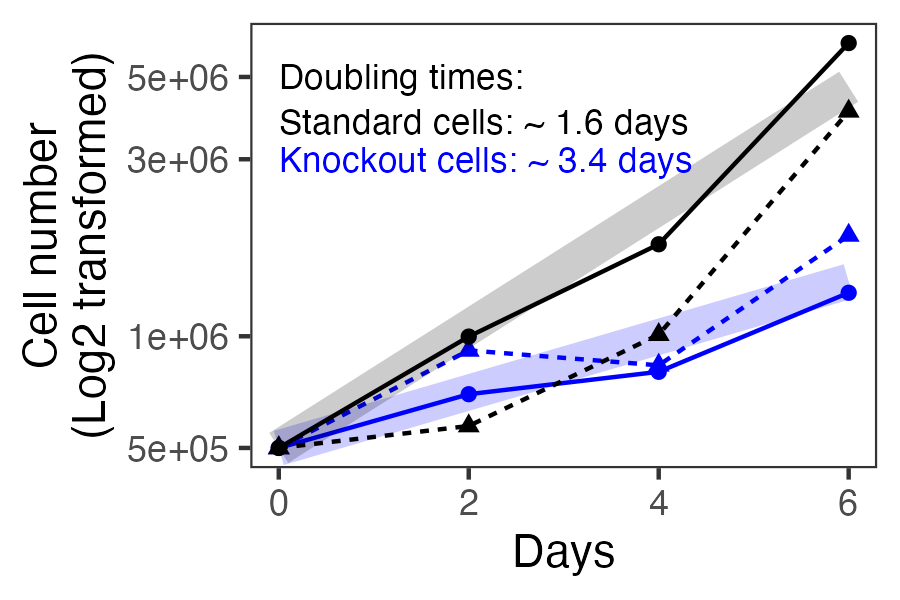 Cell number
(Log2 transformed)
5e+06
3e+06
1e+06
5e+05
Doubling times:
Standard cells: ~ 1.6 days
Knockout cells: ~ 3.4 days
0 2 4 6
Days